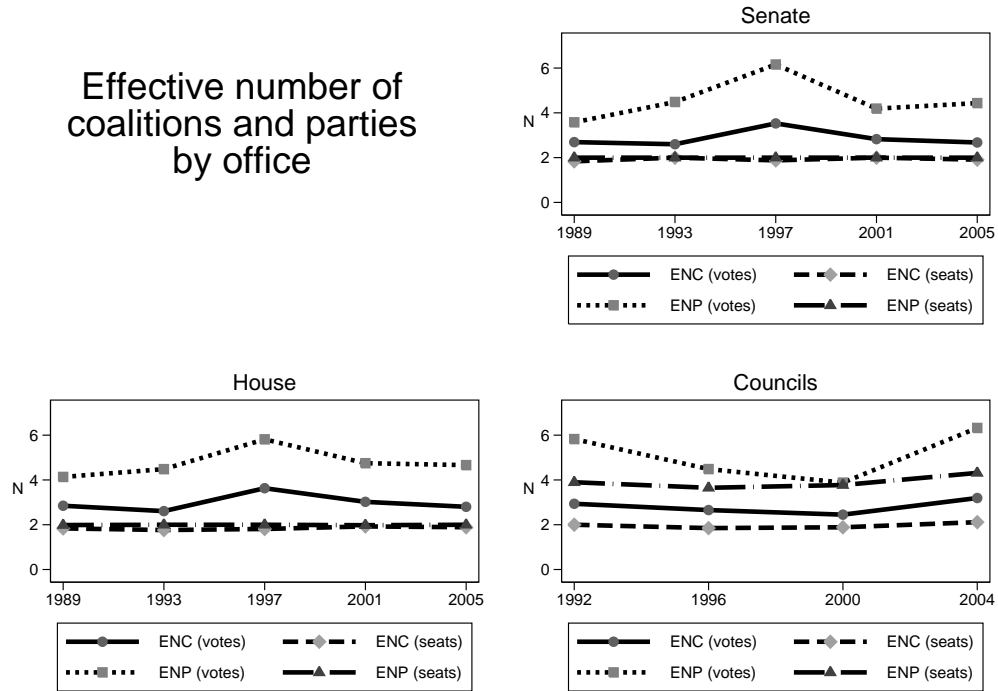 Effective number of
coalitions and parties
by office
Senate
6
4
N
2
0
1989 1993 1997 2001 2005
ENC (votes) ENC (seats)
ENP (votes) ENP (seats)
House
6
4
N
2
0
1989 1993 1997 2001 2005
ENC (votes) ENC (seats)
ENP (votes) ENP (seats)
Councils
6
4
N
2
0
1992 1996 2000 2004
ENC (votes) ENC (seats)
ENP (votes) ENP (seats)